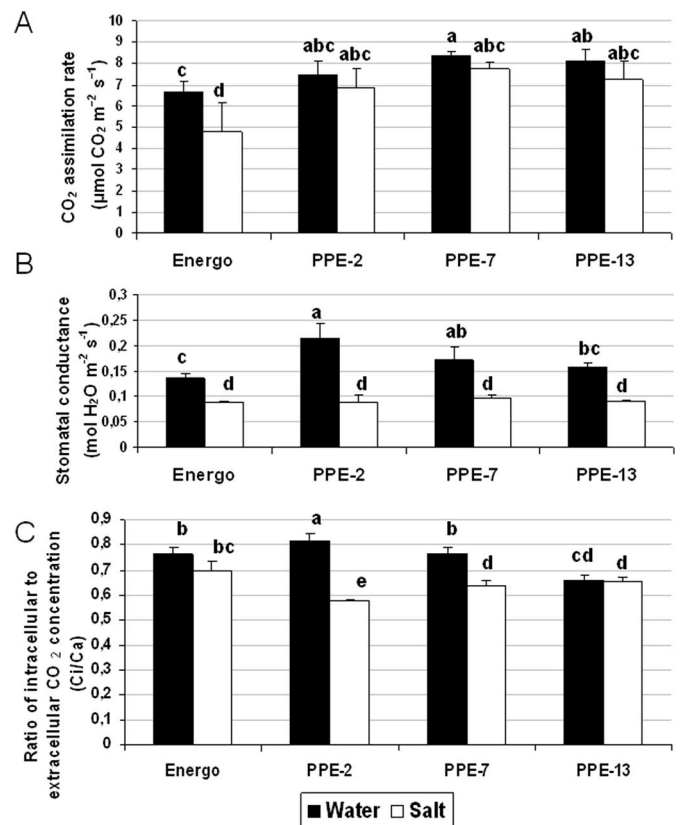 A
CO₂ assimilation rate
(μmol CO₂ m⁻² s⁻¹)
10
9
8
7
6
5
4
3
2
1
0
c d abc abc a abc ab abc
Energo PPE-2 PPE-7 PPE-13
B
Stomatal conductance
(mol H₂O m⁻² s⁻¹)
0,3
0,25
0,2
0,15
0,1
0,05
0
c d a d ab d bc d
Energo PPE-2 PPE-7 PPE-13
C
Ratio of intracellular to
extracellular CO₂ concentration
(Ci/Ca)
0,9
0,8
0,7
0,6
0,5
0,4
0,3
0,2
0,1
0
b bc a e b d cd d
Energo PPE-2 PPE-7 PPE-13
Water Salt